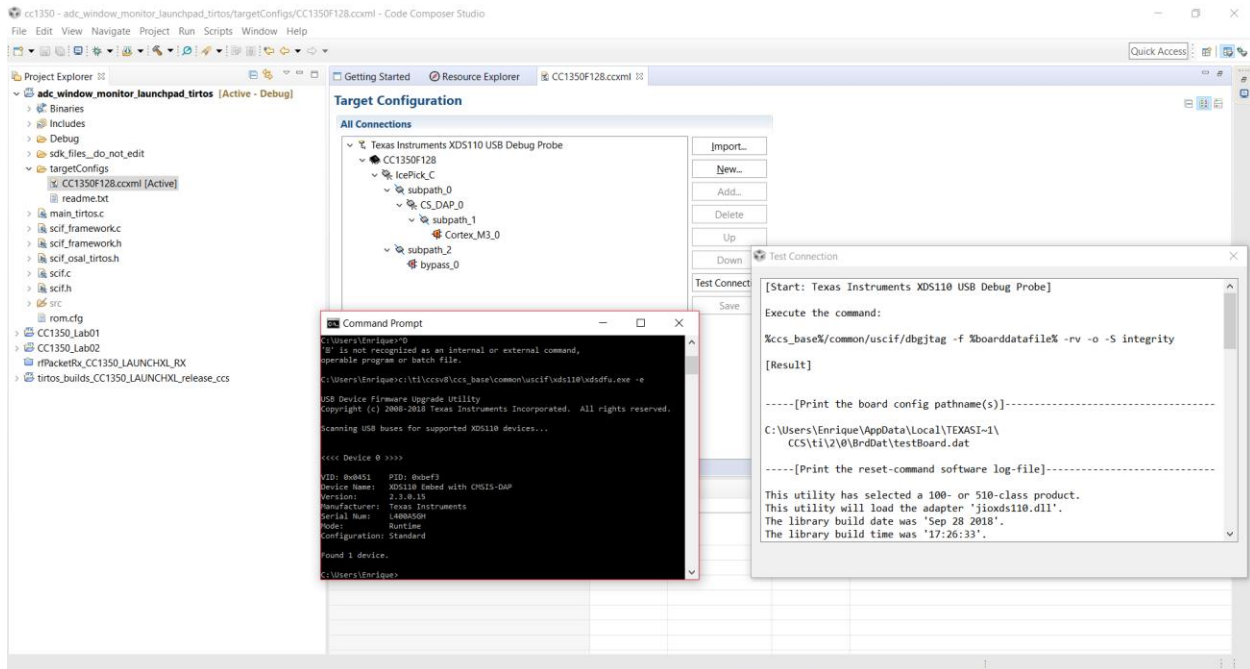 cc1350 - adc_window_monitor_launchpad_tirtos/targetConfigs/CC1350F128.ccxml - Code Composer Studio
File Edit View Navigate Project Run Scripts Window Help
Quick Access
Project Explorer
adc_window_monitor_launchpad_tirtos [Active - Debug]
Binaries
Includes
Debug
sdk_files__do_not_edit
targetConfigs
CC1350F128.ccxml [Active]
readme.txt
main_tirtos.c
scif_framework.c
scif_framework.h
scif_osal_tirtos.h
scif.c
scif.h
src
rom.cfg
CC1350_Lab01
CC1350_Lab02
rfPacketRx_CC1350_LAUNCHXL_RX
tirtos_builds_CC1350_LAUNCHXL_release_ccs
Getting Started Resource Explorer CC1350F128.ccxml
Target Configuration
All Connections
Texas Instruments XDS110 USB Debug Probe
CC1350F128
IcePick_C
subpath_0
CS_DAP_0
subpath_1
Cortex_M3_0
subpath_2
bypass_0
Import...
New...
Add...
Delete
Up
Down
Test Connecti
Save
Command Prompt
C:\Users\Enrique>^D
is not recognized as an internal or external command,
operable program or batch file.
C:\Users\Enrique>c:\ti\ccsv8\ccs_base\common\uscif\xds110\xdsdfu.exe -e
USB Device Firmware Upgrade Utility
Copyright (c) 2008-2018 Texas Instruments Incorporated. All rights reserved.
Scanning USB buses for supported XDS110 devices...
<<<< Device 0 >>>>
VID: 0x0451 PID: 0xbef3
Device Name: XDS110 Embed with CMSIS-DAP
Version: 2.3.0.15
Manufacturer: Texas Instruments
Serial Num: L400A5GH
Mode: Runtime
Configuration: Standard
Found 1 device.
C:\Users\Enrique>
Test Connection
[Start: Texas Instruments XDS110 USB Debug Probe]
Execute the command:
%ccs_base%/common/uscif/dbgjtag -f %boarddatafile% -rv -o -S integrity
[Result]
-----[Print the board config pathname(s)]------------------------------------
C:\Users\Enrique\AppData\Local\TEXASI~1\
CCS\ti\2\0\BrdDat\testBoard.dat
-----[Print the reset-command software log-file]-----------------------------
This utility has selected a 100- or 510-class product.
This utility will load the adapter 'jioxds110.dll'.
The library build date was 'Sep 28 2018'.
The library build time was '17:26:33'.